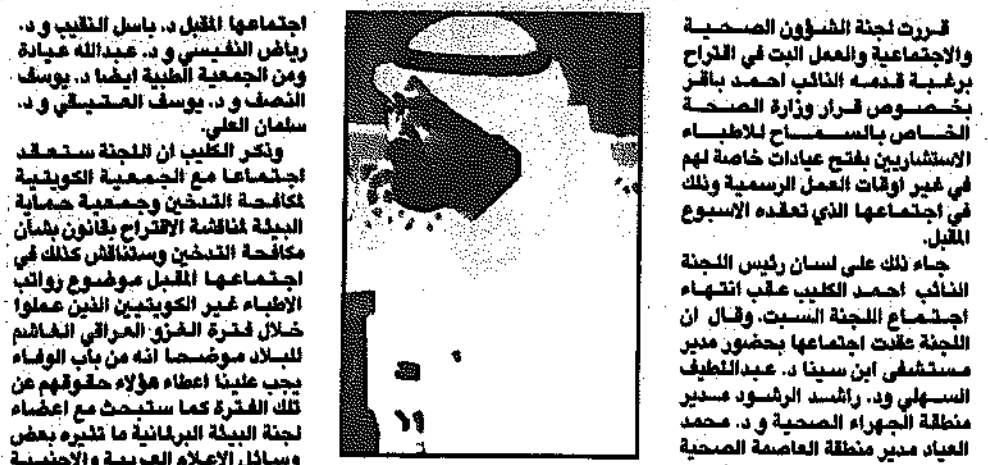 قررت لجنة الشؤون الصحية
والاجتماعية والعمل البت في اقتراح
برغبة قدمه النائب احمد باقر
بخصوص قرار وزارة الصحة
الخاص بالسماح للاطباء
الاستشاريين بفتح عيادات خاصة لهم
في غير اوقات العمل الرسمية وذلك
في اجتماعها الذي تعقده الاسبوع
المقبل.
جاء ذلك على لسان رئيس اللجنة
النائب احمد الكليب عقب انتهاء
اجتماع اللجنة السبت. وقال ان
اللجنة عقدت اجتماعها بحضور مدير
مستشفى ابن سينا د. عبداللطيف
السهلي ود. راشد الرشود مدير
منطقة الجهراء الصحية و د. محمد
العياد مدير منطقة العاصمة الصحية
اجتماعها المقبل د. باسل النقيب و د.
رياض النفيسي و د. عبدالله عيادة
ومن الجمعية الطبية ايضا د. يوسف
النصف و د. يوسف العتيقي و د.
سلمان العلي.
وذكر الكليب ان اللجنة ستعقد
اجتماعا مع الجمعية الكويتية
لمكافحة التدخين وجمعية حماية
البيئة لمناقشة الاقتراح بقانون بشأن
مكافحة التدخين وستناقش كذلك في
اجتماعها المقبل موضوع رواتب
الاطباء غير الكويتيين الذين عملوا
خلال فترة الغزو العراقي الغاشم
للبلاد موضحا انه من باب الوفاء
يجب علينا اعطاء هؤلاء حقوقهم عن
تلك الفترة كما ستبحث مع اعضاء
لجنة البيئة البرلمانية ما تثيره بعض
وسائل الاعلام العربية والاجنبية